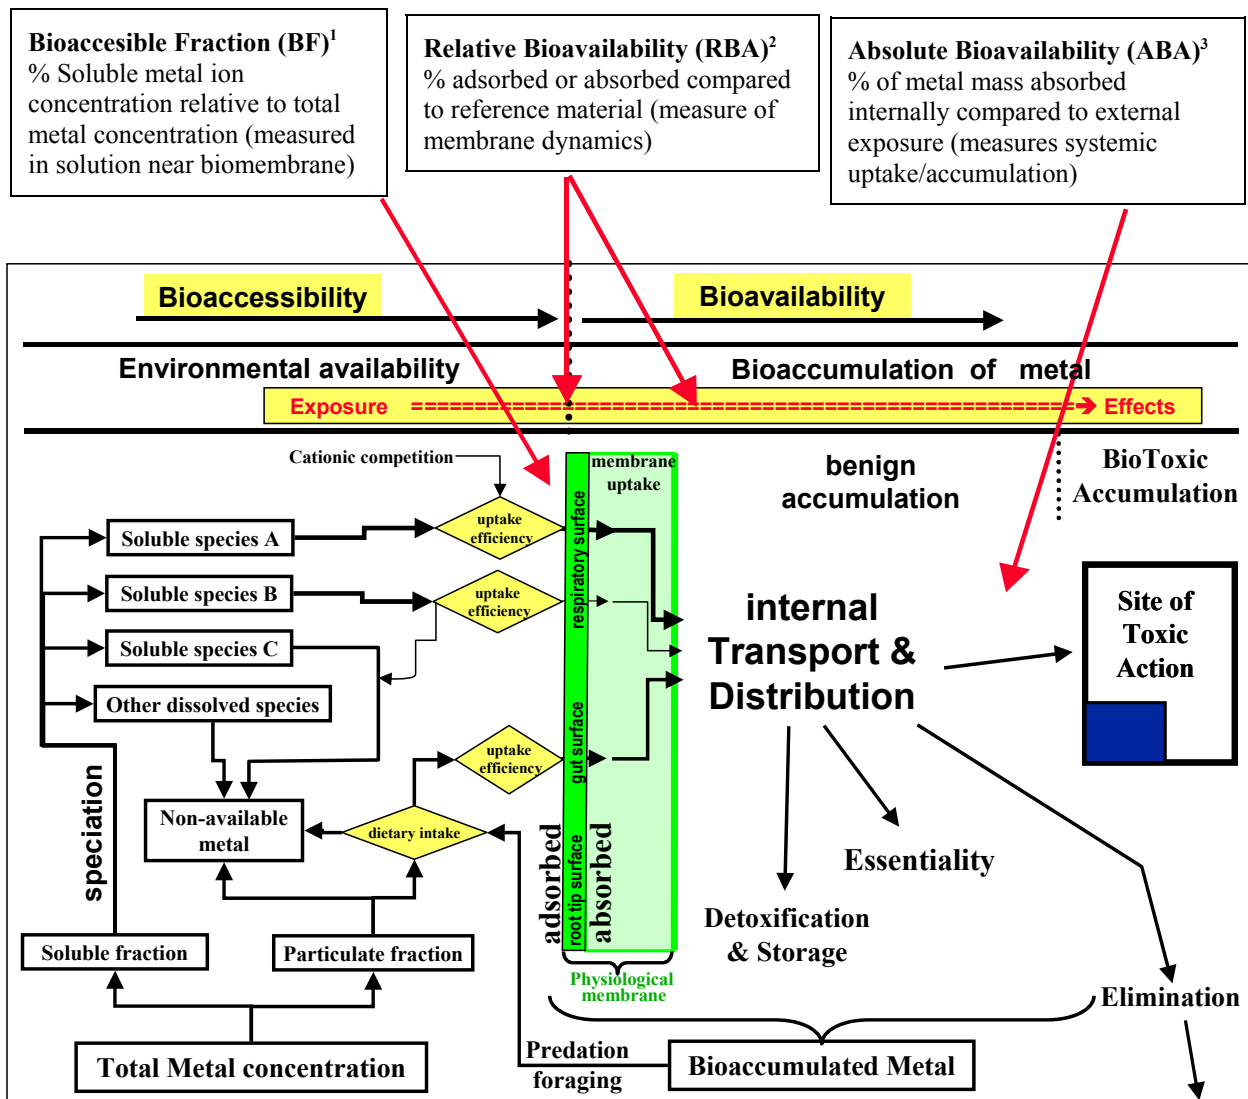 Bioaccesible Fraction (BF)1
% Soluble metal ion
concentration relative to total
metal concentration (measured
in solution near biomembrane)
Relative Bioavailability (RBA)2
% adsorbed or absorbed compared
to reference material (measure of
membrane dynamics)
Absolute Bioavailability (ABA)3
% of metal mass absorbed
internally compared to external
exposure (measures systemic
uptake/accumulation)
Bioaccessibility
Bioavailability
Environmental availability
Bioaccumulation of metal
Exposure ====================================================➔ Effects
Cationic competition
membrane
uptake
benign
accumulation
BioToxic
Accumulation
Soluble species A
uptake
efficiency
Soluble species B
uptake
efficiency
Soluble species C
Other dissolved species
uptake
efficiency
Non-available
metal
dietary intake
speciation
respiratory surface
gut surface
root tip surface
adsorbed
absorbed
internal
Transport &
Distribution
Site of
Toxic
Action
Essentiality
Detoxification
& Storage
Elimination
Soluble fraction
Particulate fraction
Physiological
membrane
Total Metal concentration
Predation
foraging
Bioaccumulated Metal